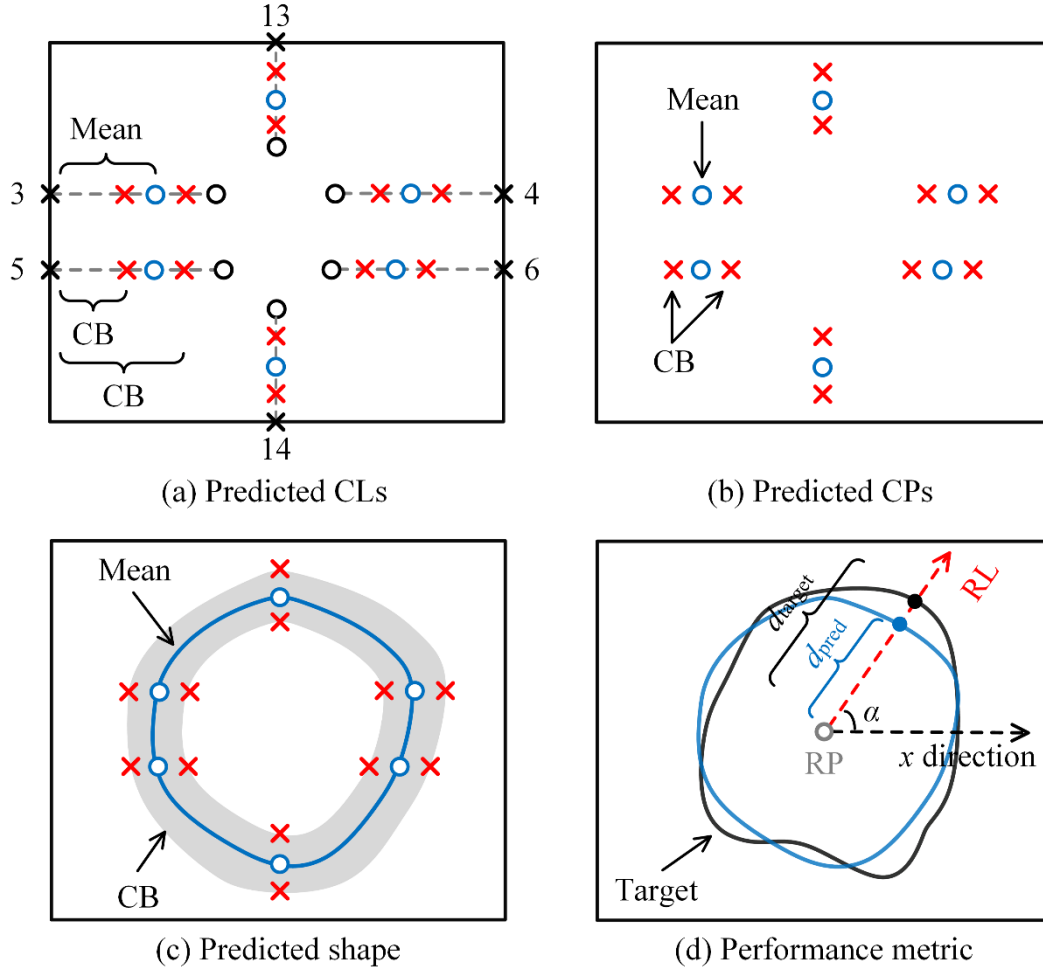 13
Mean
3
4
5
6
CB
CB
14
(a) Predicted CLs
Mean
CB
(b) Predicted CPs
Mean
CB
(c) Predicted shape
d_target
d_pred
RL
α
RP
x direction
Target
(d) Performance metric